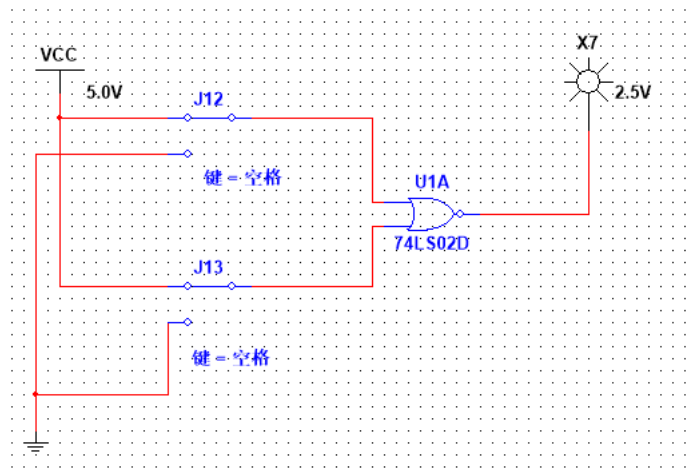 X7
VCC
5.0V
2.5V
J12
键 = 空格
U1A
74LS02D
J13
键 = 空格